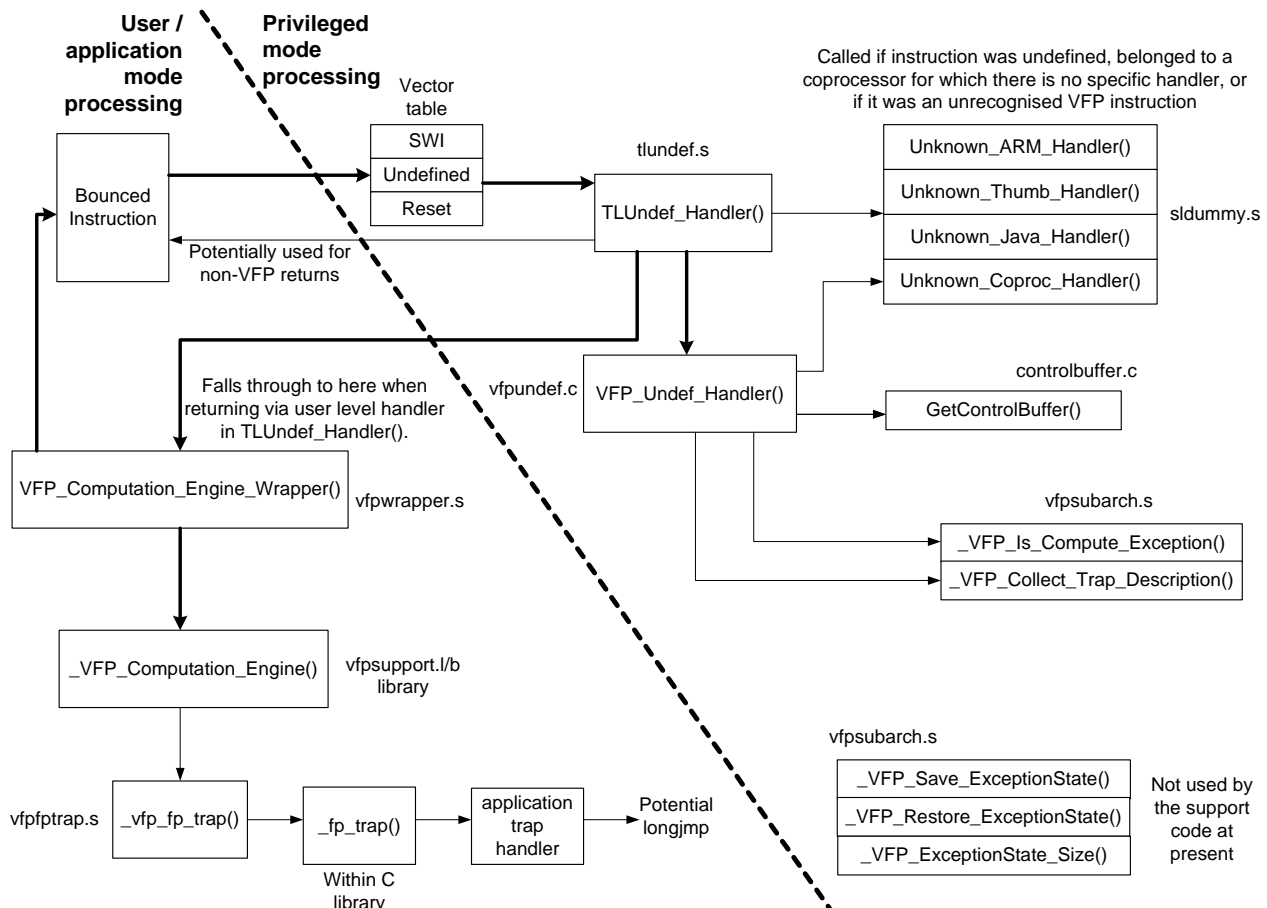 User /
application
mode
processing
Privileged
mode
processing
Called if instruction was undefined, belonged to a
coprocessor for which there is no specific handler, or
if it was an unrecognised VFP instruction
Vector
table
SWI
Undefined
Reset
Bounced
Instruction
tlundef.s
TLUndef_Handler()
Unknown_ARM_Handler()
Unknown_Thumb_Handler()
Unknown_Java_Handler()
Unknown_Coproc_Handler()
sldummy.s
Potentially used for
non-VFP returns
Falls through to here when
returning via user level handler
in TLUndef_Handler().
vfpundef.c
VFP_Undef_Handler()
controlbuffer.c
GetControlBuffer()
VFP_Computation_Engine_Wrapper()
vfpwrapper.s
vfpsubarch.s
_VFP_Is_Compute_Exception()
_VFP_Collect_Trap_Description()
_VFP_Computation_Engine()
vfpsupport.l/b
library
vfpsubarch.s
_VFP_Save_ExceptionState()
_VFP_Restore_ExceptionState()
_VFP_ExceptionState_Size()
Not used by
the support
code at
present
vfpfptrap.s
_vfp_fp_trap()
_fp_trap()
Within C
library
application
trap
handler
Potential
longjmp